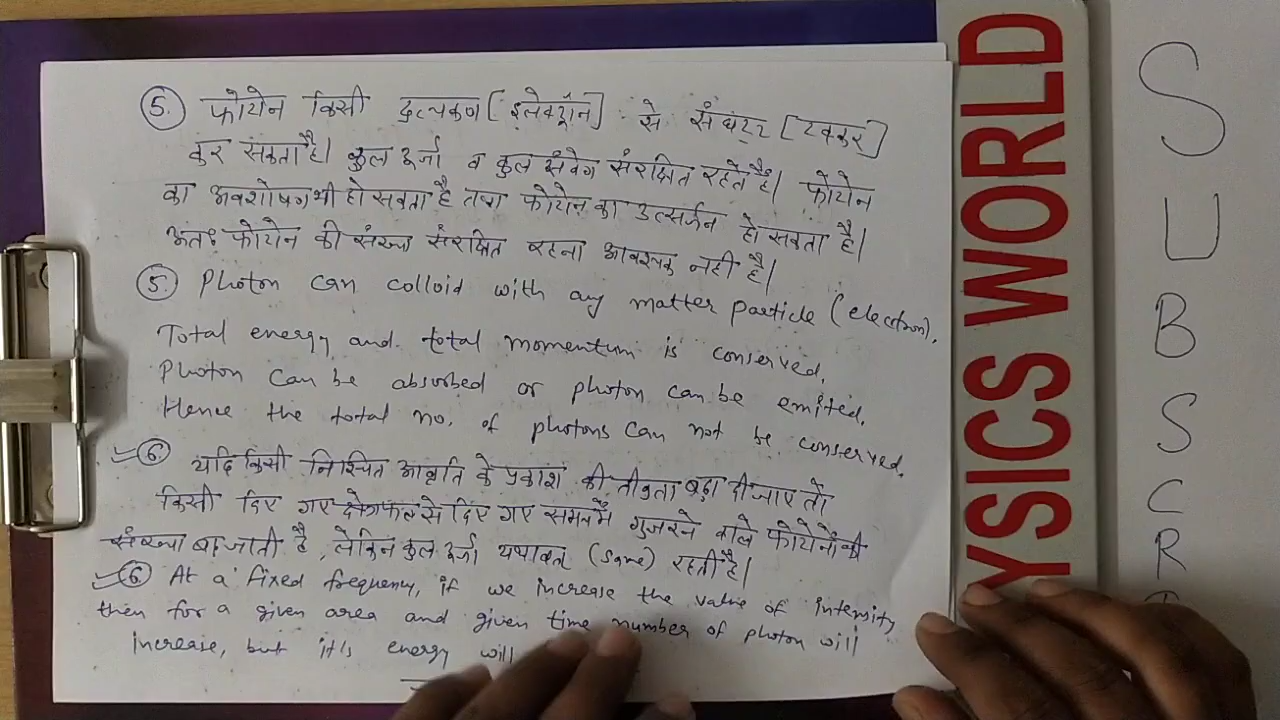 5. फोटोन किसी द्रव्यकण [इलेक्ट्रॉन] से संघट्ट [टक्कर]
कर सकता है। कुल ऊर्जा व कुल संवेग संरक्षित रहते हैं। फोटोन
का अवशोषण भी हो सकता है तथा फोटोन का उत्सर्जन हो सकता है।
अतः फोटोन की संख्या संरक्षित रहना आवश्यक नहीं है।
5. Photon can colloid with any matter particle (electron).
Total energy and total momentum is conserved.
Photon can be absorbed or photon can be emited.
Hence the total no. of photons can not be conserved.
6 यदि किसी निश्चित आवृति के प्रकाश की तीव्रता बढ़ा दी जाए तो
किसी दिए गए क्षेत्रफल से दिए गए समय में गुजरने वाले फोटोनों की
संख्या बढ़ जाती है, लेकिन कुल ऊर्जा यथावत् (same) रहती है।
6 At a fixed frequency, if we increase the value of intensity
then for a given area and given time number of photon will
increase, but it's energy will
YSICS WORLD
S
U
B
S
C
R